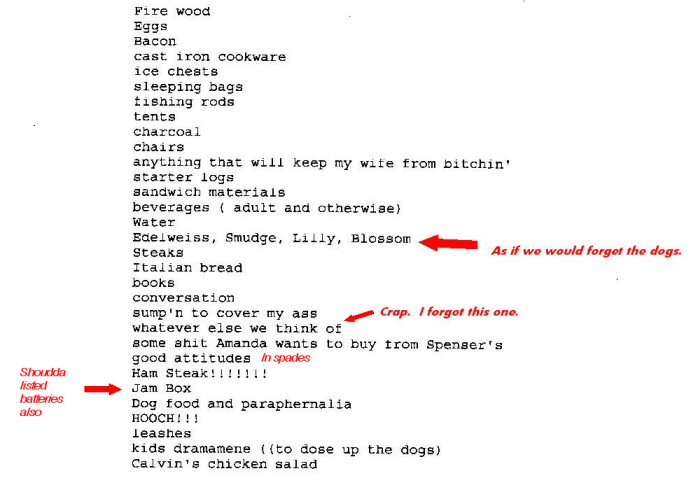 Fire wood
Eggs
Bacon
cast iron cookware
ice chests
sleeping bags
fishing rods
tents
charcoal
chairs
anything that will keep my wife from bitchin'
starter logs
sandwich materials
beverages ( adult and otherwise)
Water
Edelweiss, Smudge, Lilly, Blossom
As if we would forget the dogs.
Steaks
Italian bread
books
conversation
sump'n to cover my ass
Crap. I forgot this one.
whatever else we think of
some shit Amanda wants to buy from Spenser's
good attitudes In spades
Ham Steak!!!!!!!
Shoudda
listed
batteries
also
Jam Box
Dog food and paraphernalia
HOOCH!!!
leashes
kids dramamene ((to dose up the dogs)
Calvin's chicken salad